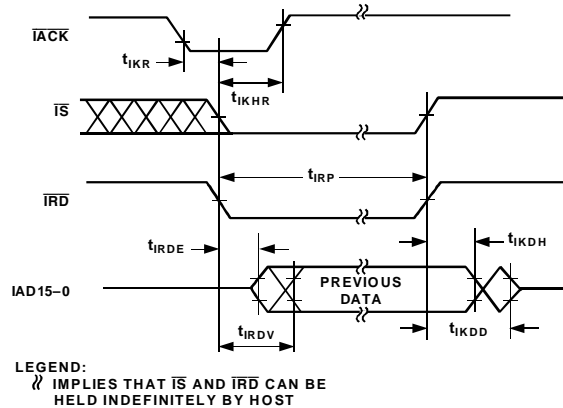 IACK
tIKR
tIKHR
IS
tIRP
IRD
tIRDE
tIKDH
IAD15–0
PREVIOUS
DATA
tIKDD
tIRDV
LEGEND:
IMPLIES THAT IS AND IRD CAN BE
HELD INDEFINITELY BY HOST